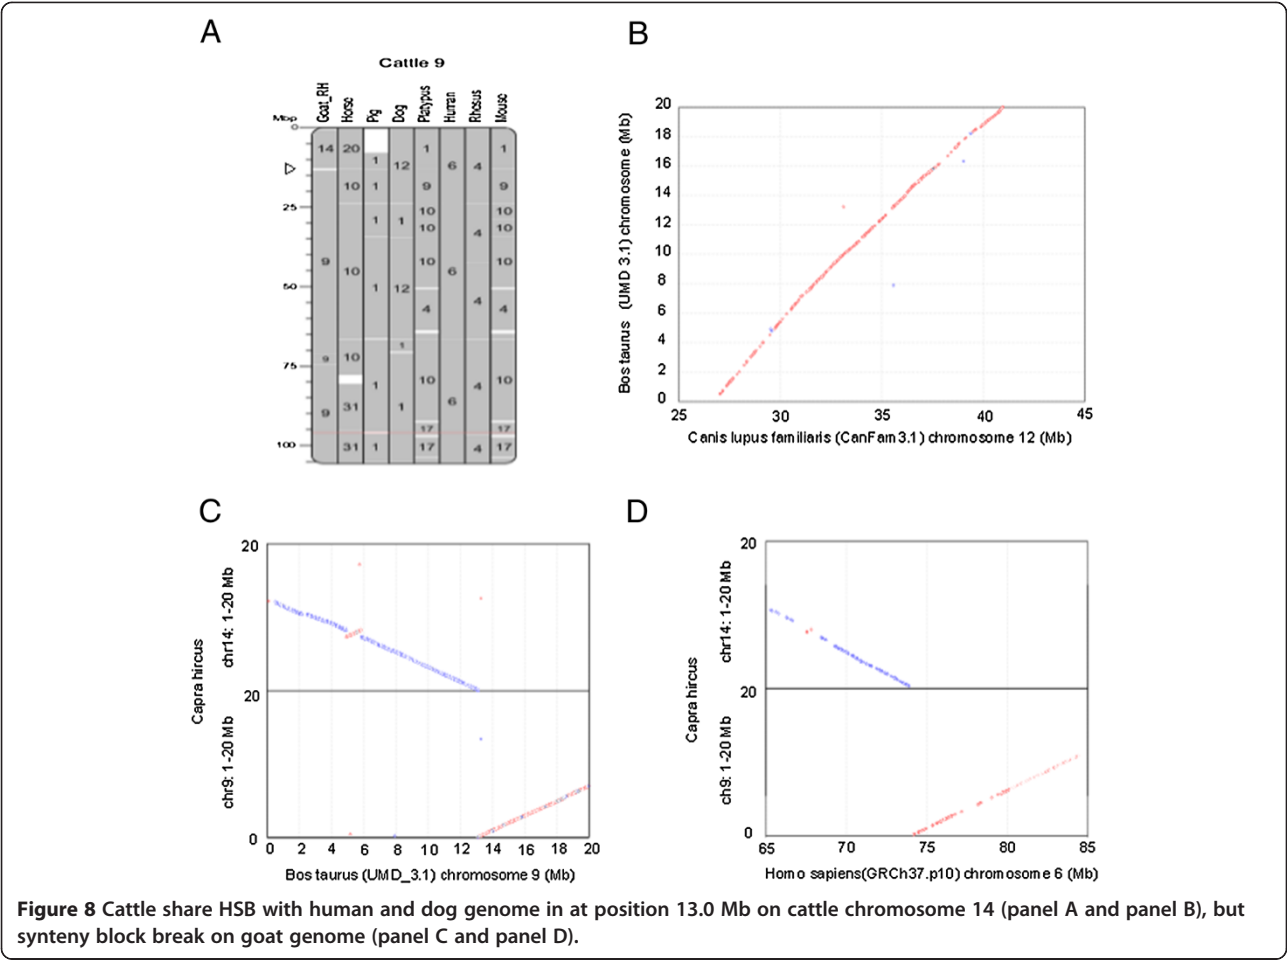 A
Cattle 9
Mbp Goat_RH Horse Pig Dog Platypus Human Rhesus Mouse
0
14 20 1 12 1 6 4 1
10 1 9 9
25
1 1 10 4 10
10 10
9 10 10 6 10
50 1 12 4 4 4
9 10 1
75
1 10 4 10
9 31 1 6
17 17
100 31 1 17 4 17
B
Bos taurus (UMD 3.1) chromosome (Mb)
20
18
16
14
12
10
8
6
4
2
0
25 30 35 40 45
Canis lupus familiaris (CanFam3.1) chromosome 12 (Mb)
C
Capra hircus
chr14: 1-20 Mb
chr9: 1-20 Mb
20
20
0
0 2 4 6 8 10 12 14 16 18 20
Bos taurus (UMD_3.1) chromosome 9 (Mb)
D
Capra hircus
chr14: 1-20 Mb
chr9: 1-20 Mb
20
20
0
65 70 75 80 85
Homo sapiens(GRCh37.p10) chromosome 6 (Mb)
Figure 8 Cattle share HSB with human and dog genome in at position 13.0 Mb on cattle chromosome 14 (panel A and panel B), but
synteny block break on goat genome (panel C and panel D).